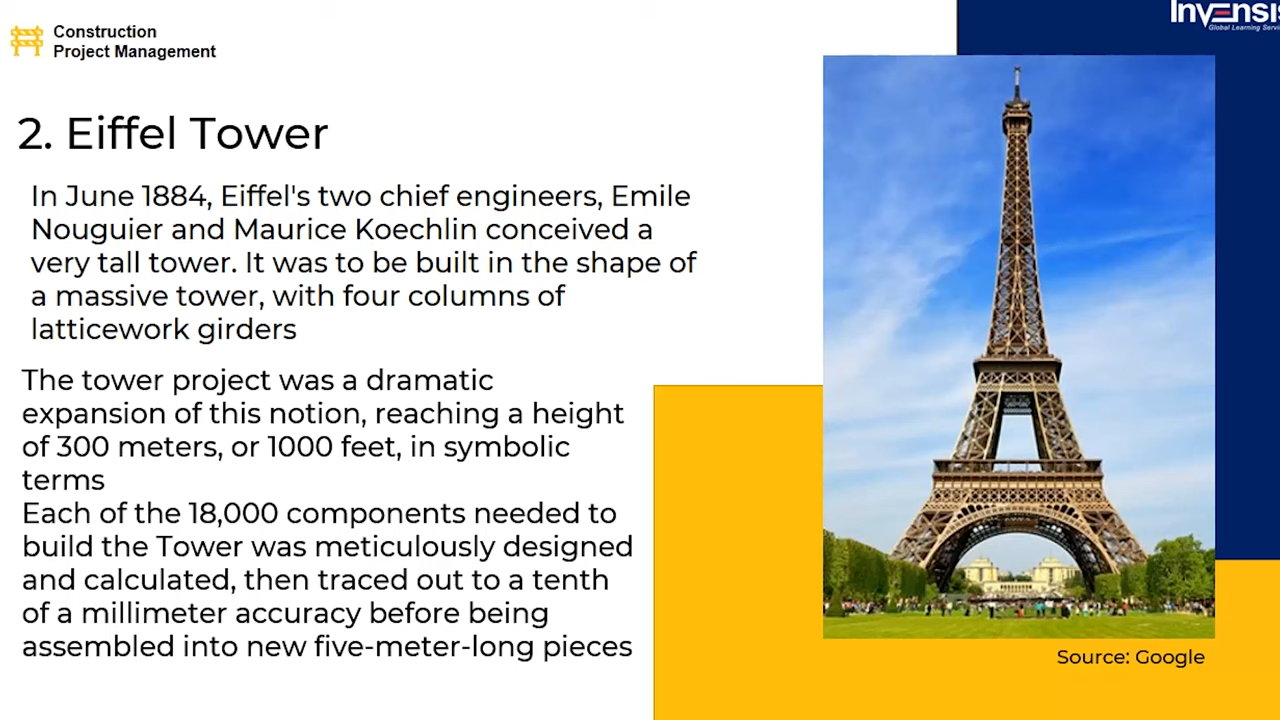 Construction
Project Management
Invensis
Global Learning Servi
2. Eiffel Tower
In June 1884, Eiffel's two chief engineers, Emile
Nouguier and Maurice Koechlin conceived a
very tall tower. It was to be built in the shape of
a massive tower, with four columns of
latticework girders
The tower project was a dramatic
expansion of this notion, reaching a height
of 300 meters, or 1000 feet, in symbolic
terms
Each of the 18,000 components needed to
build the Tower was meticulously designed
and calculated, then traced out to a tenth
of a millimeter accuracy before being
assembled into new five-meter-long pieces
Source: Google